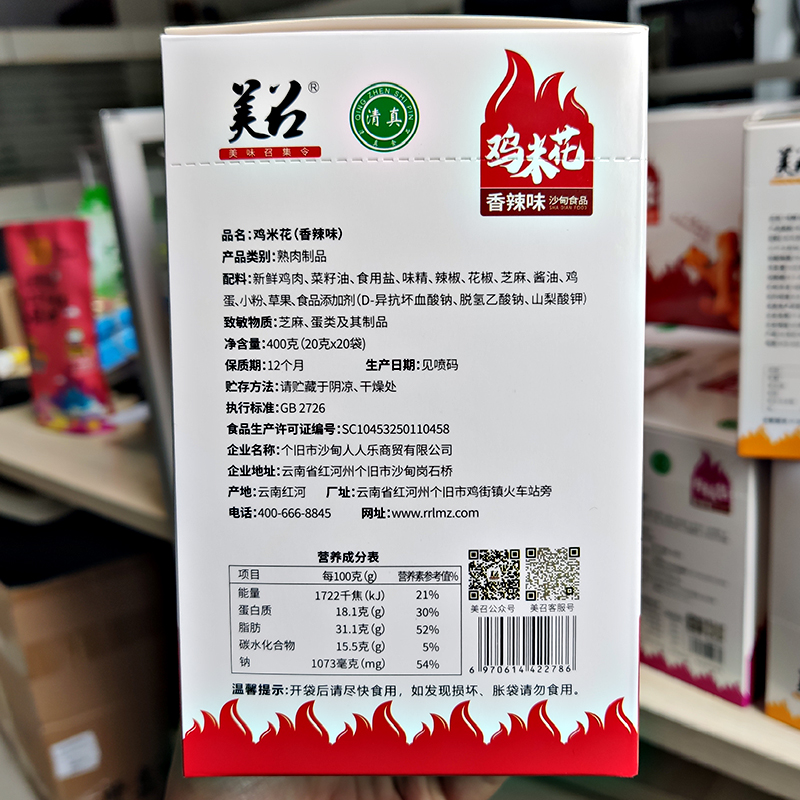 美召®
美味召集令
QING ZHEN SHI PIN
清真
鸡米花
香辣味 沙甸食品
SHA DIAN FOOD
品名:鸡米花(香辣味)
产品类别:熟肉制品
配料:新鲜鸡肉、菜籽油、食用盐、味精、辣椒、花椒、芝麻、酱油、鸡
蛋、小粉、草果、食品添加剂(D-异抗坏血酸钠、脱氢乙酸钠、山梨酸钾)
致敏物质:芝麻、蛋类及其制品
净含量:400克(20克x20袋)
保质期:12个月 生产日期:见喷码
贮存方法:请贮藏于阴凉、干燥处
执行标准:GB 2726
食品生产许可证编号:SC10453250110458
企业名称:个旧市沙甸人人乐商贸有限公司
企业地址:云南省红河州个旧市沙甸岗石桥
产地:云南红河 厂址:云南省红河州个旧市鸡街镇火车站旁
电话:400-666-8845 网址:www.rrlmz.com
营养成分表
项目 每100克(g) 营养素参考值%
能量 1722千焦(kJ) 21%
蛋白质 18.1克(g) 30%
脂肪 31.1克(g) 52%
碳水化合物 15.5克(g) 5%
钠 1073毫克(mg) 54%
美召公众号 美召客服号
6 970614 422786
温馨提示:开袋后请尽快食用，如发现损坏、胀袋请勿食用。